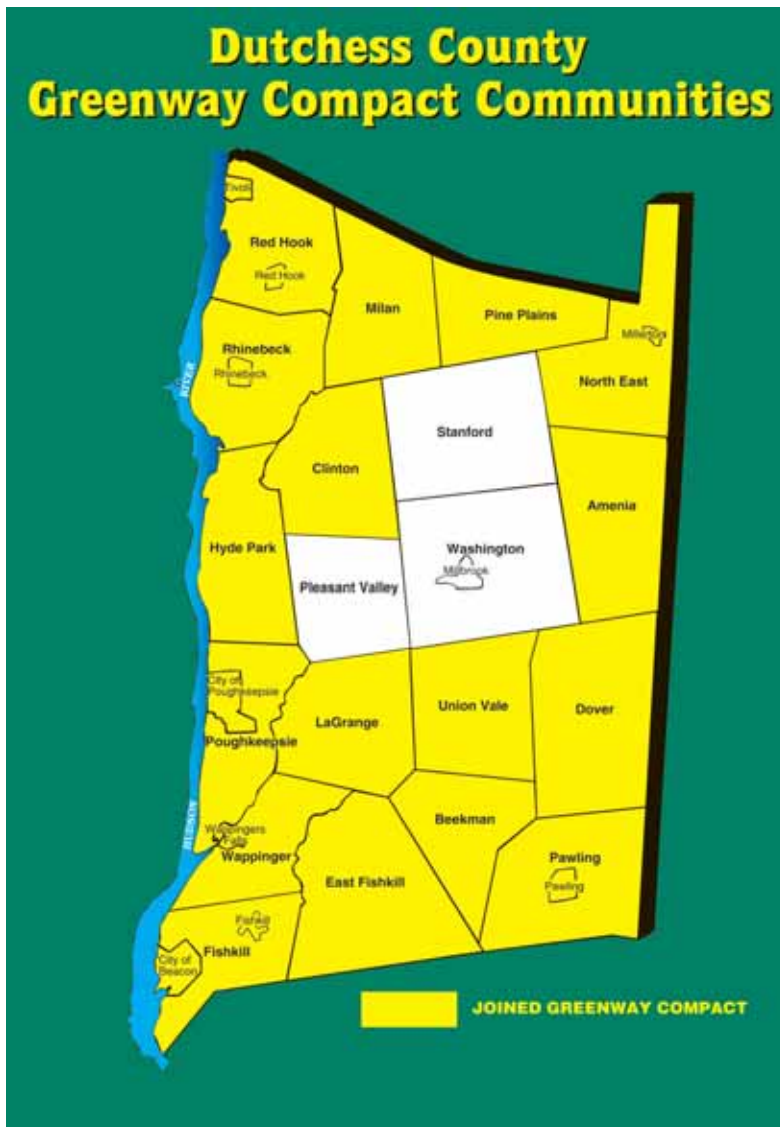 Dutchess County
Greenway Compact Communities
Tivoli
Red Hook
Red Hook
Milan
Pine Plains
Millerton
Rhinebeck
Rhinebeck
RIVER
North East
Stanford
Clinton
Amenia
Hyde Park
Washington
Millbrook
Pleasant Valley
City of
Poughkeepsie
Union Vale
Dover
LaGrange
Poughkeepsie
HUDSON
Beekman
Wappingers
Falls
Wappinger
Pawling
East Fishkill
Pawling
Fishkill
Fishkill
City of
Beacon
JOINED GREENWAY COMPACT